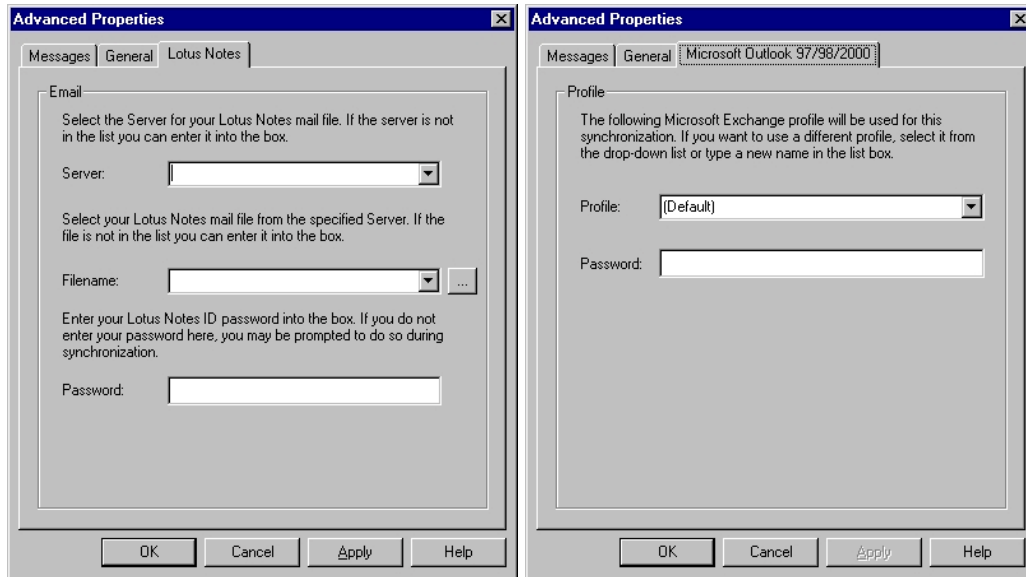 Advanced Properties
Messages
General
Lotus Notes
Email
Select the Server for your Lotus Notes mail file. If the server is not
in the list you can enter it into the box.
Server:
Select your Lotus Notes mail file from the specified Server. If the
file is not in the list you can enter it into the box.
Filename:
...
Enter your Lotus Notes ID password into the box. If you do not
enter your password here, you may be prompted to do so during
synchronization.
Password:
OK
Cancel
Apply
Help
Advanced Properties
Messages
General
Microsoft Outlook 97/98/2000
Profile
The following Microsoft Exchange profile will be used for this
synchronization. If you want to use a different profile, select it from
the drop-down list or type a new name in the list box.
Profile:
(Default)
Password:
OK
Cancel
Apply
Help